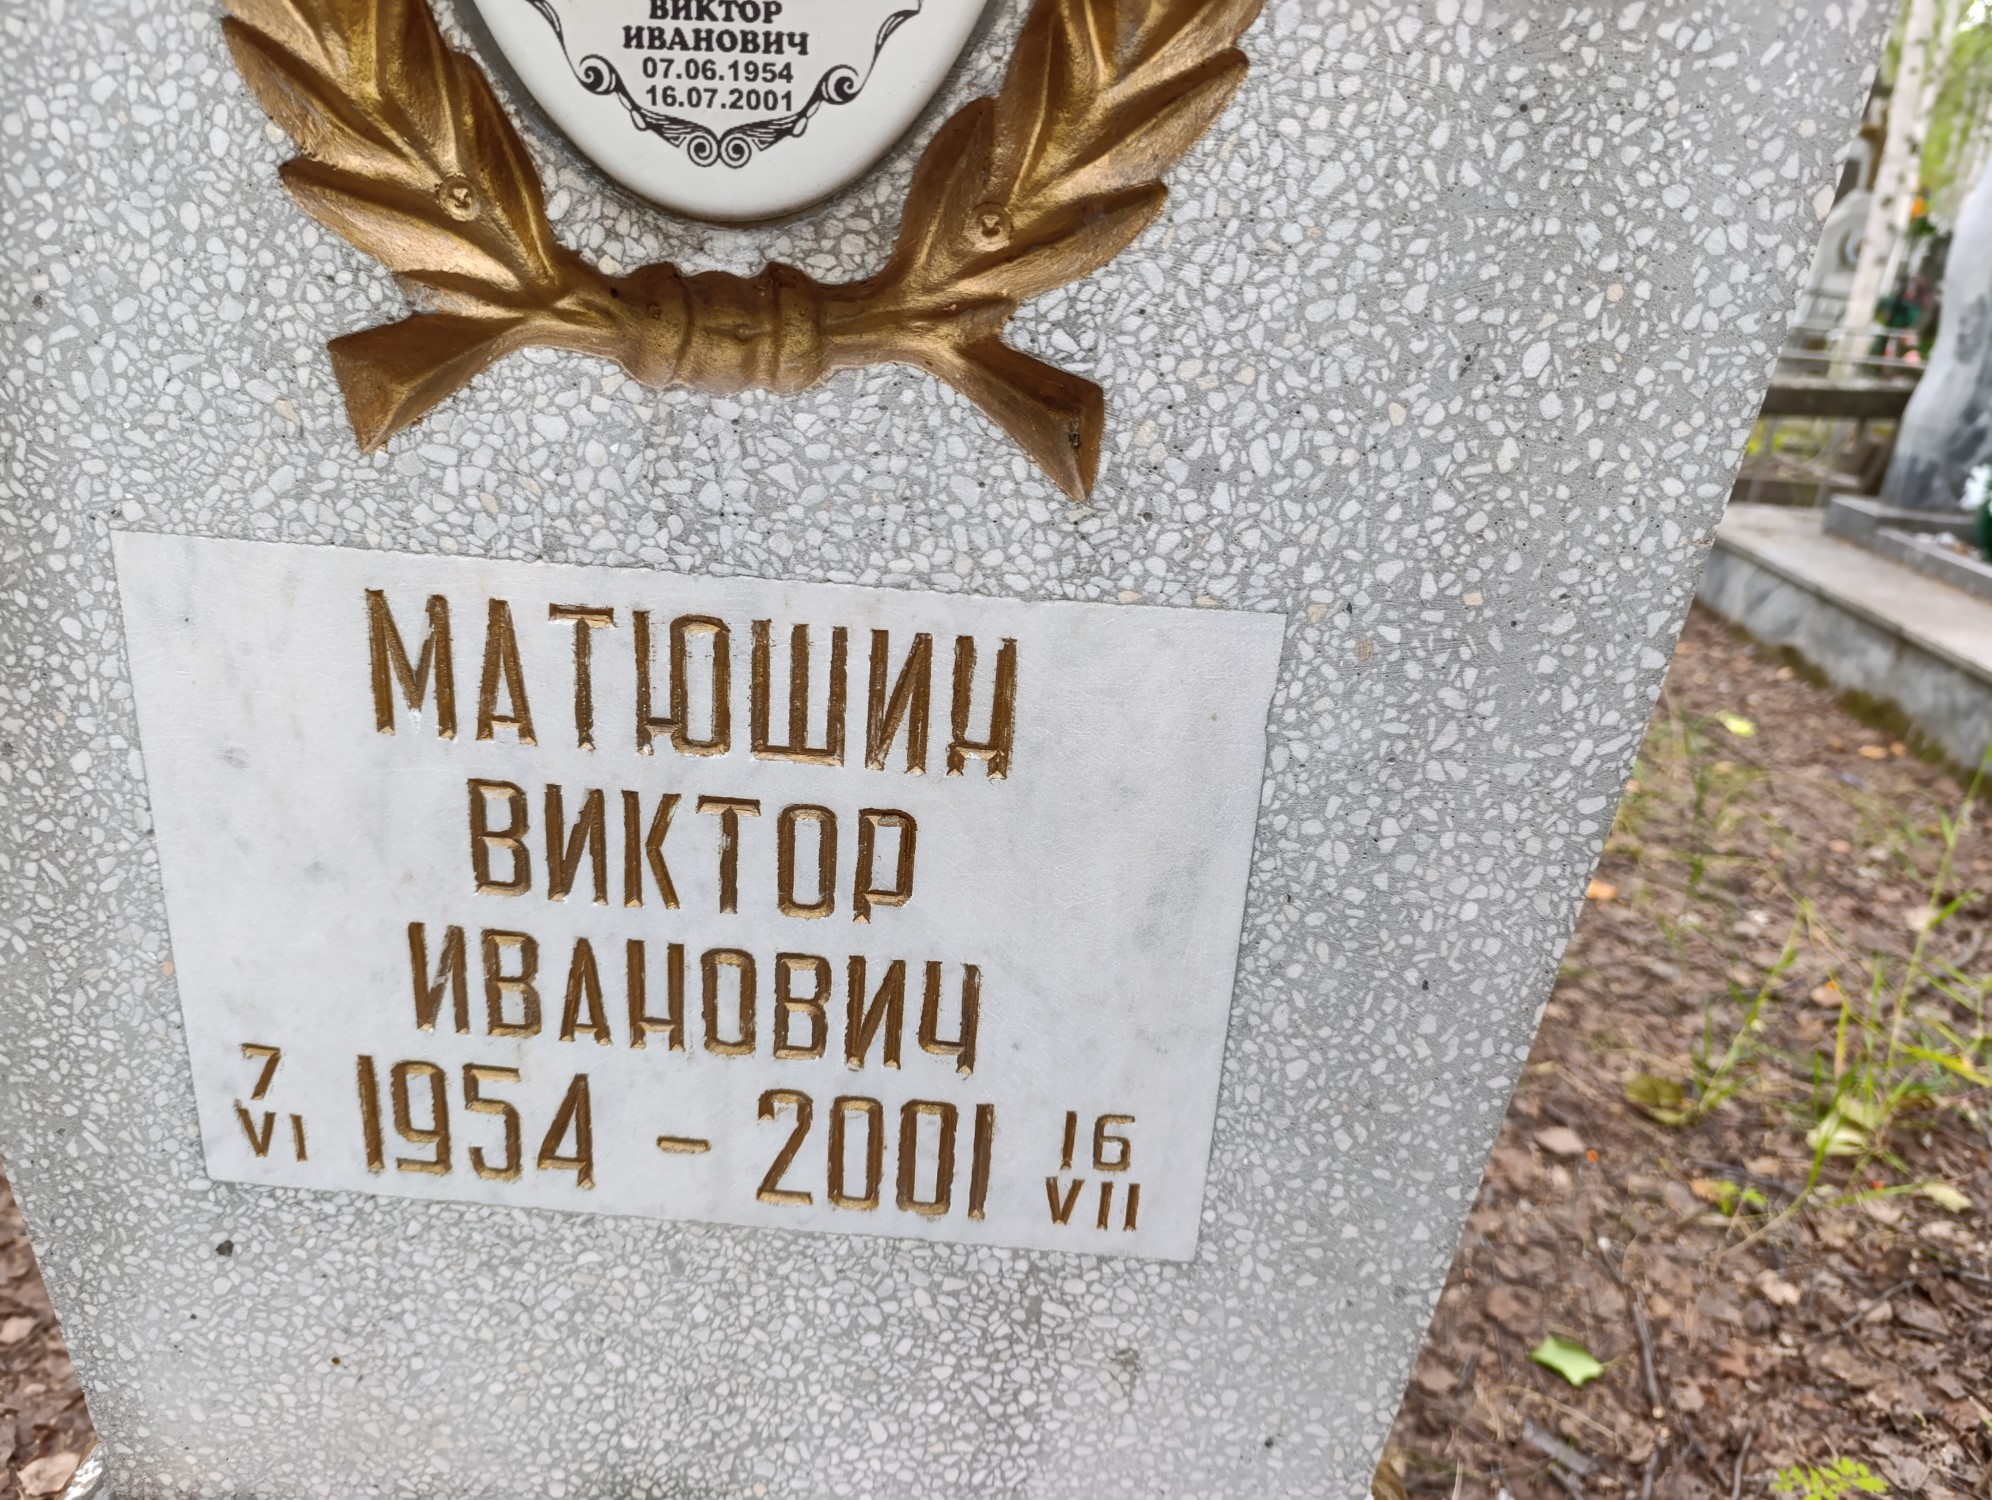 ВИКТОР
ИВАНОВИЧ
07.06.1954
16.07.2001
МАТЮШИН
ВИКТОР
ИВАНОВИЧ
7 VI 1954 - 2001 16 VII